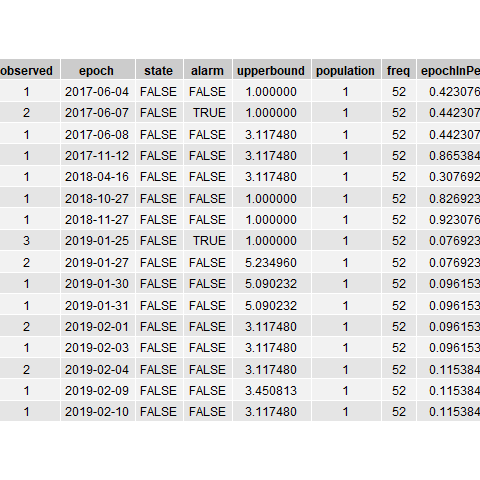 observed epoch state alarm upperbound population freq epochInPe
1 2017-06-04 FALSE FALSE 1.000000 1 52 0.423076
2 2017-06-07 FALSE TRUE 1.000000 1 52 0.442307
1 2017-06-08 FALSE FALSE 3.117480 1 52 0.442307
1 2017-11-12 FALSE FALSE 3.117480 1 52 0.865384
1 2018-04-16 FALSE FALSE 3.117480 1 52 0.307692
1 2018-10-27 FALSE FALSE 1.000000 1 52 0.826923
1 2018-11-27 FALSE FALSE 1.000000 1 52 0.923076
3 2019-01-25 FALSE TRUE 1.000000 1 52 0.076923
2 2019-01-27 FALSE FALSE 5.234960 1 52 0.076923
1 2019-01-30 FALSE FALSE 5.090232 1 52 0.096153
1 2019-01-31 FALSE FALSE 5.090232 1 52 0.096153
2 2019-02-01 FALSE FALSE 3.117480 1 52 0.096153
1 2019-02-03 FALSE FALSE 3.117480 1 52 0.096153
2 2019-02-04 FALSE FALSE 3.117480 1 52 0.115384
1 2019-02-09 FALSE FALSE 3.450813 1 52 0.115384
1 2019-02-10 FALSE FALSE 3.117480 1 52 0.115384